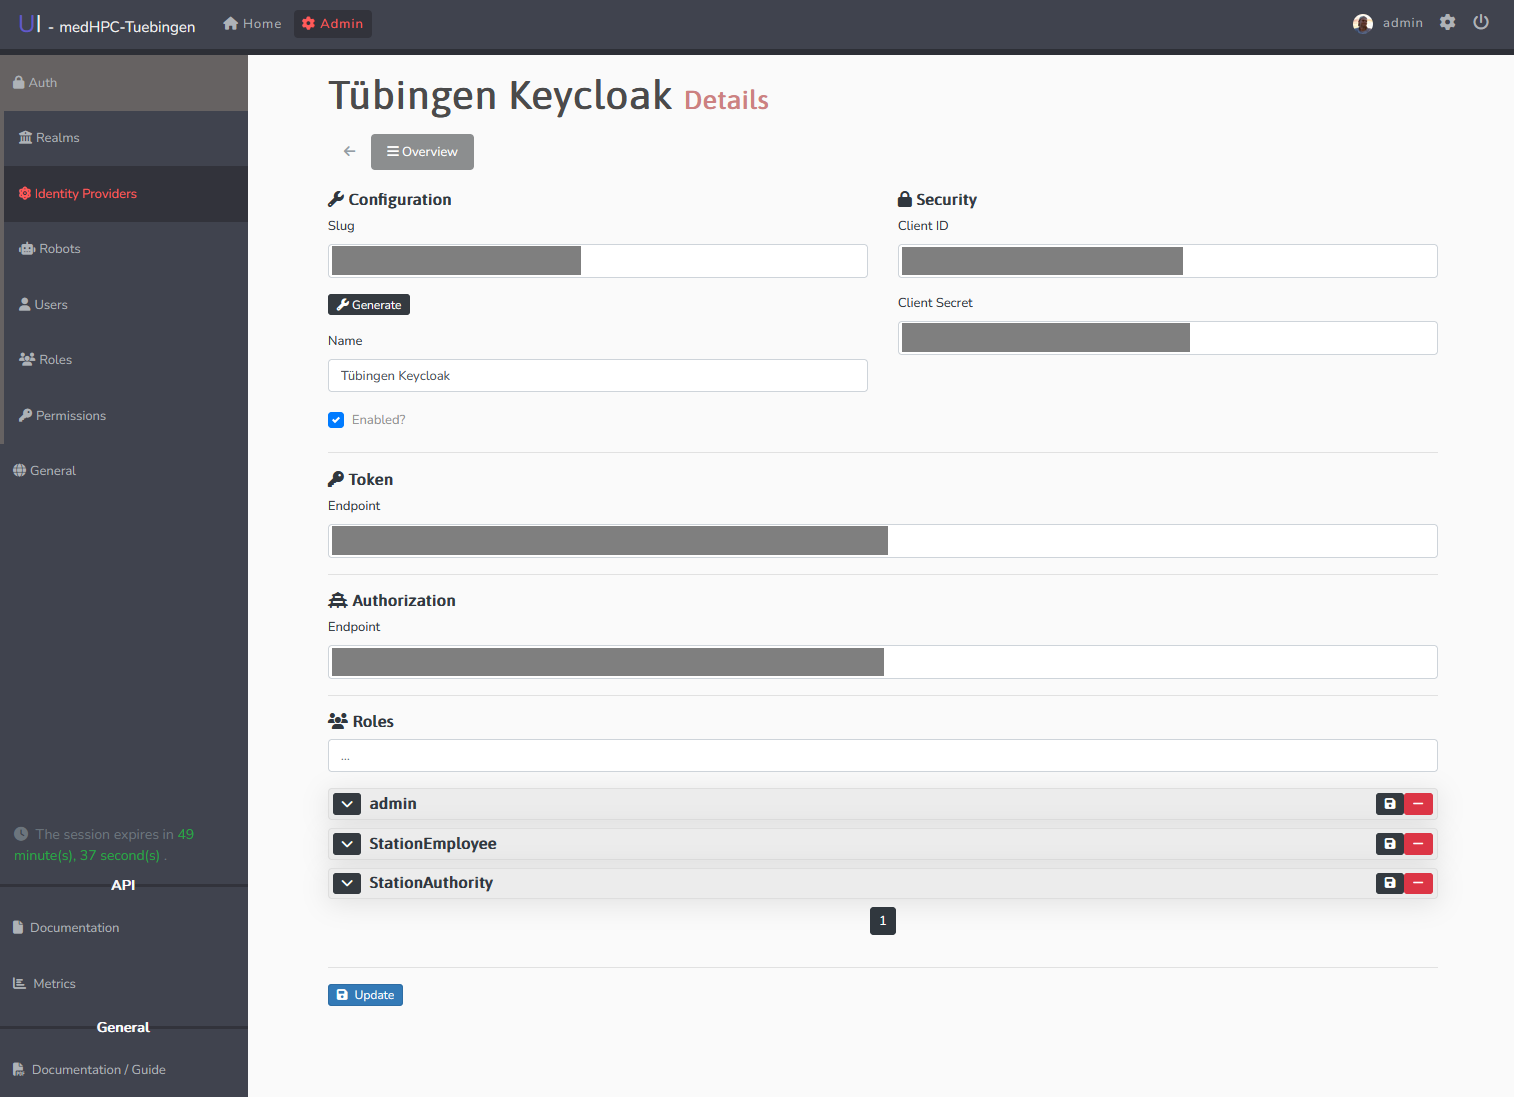 UI - medHPC-Tuebingen
Home
Admin
admin
Auth
Realms
Identity Providers
Robots
Users
Roles
Permissions
General
The session expires in 49
minute(s), 37 second(s) .
API
Documentation
Metrics
General
Documentation / Guide
Tübingen Keycloak Details
Overview
Configuration
Slug
Generate
Name
Tübingen Keycloak
Enabled?
Security
Client ID
Client Secret
Token
Endpoint
Authorization
Endpoint
Roles
...
admin
StationEmployee
StationAuthority
1
Update